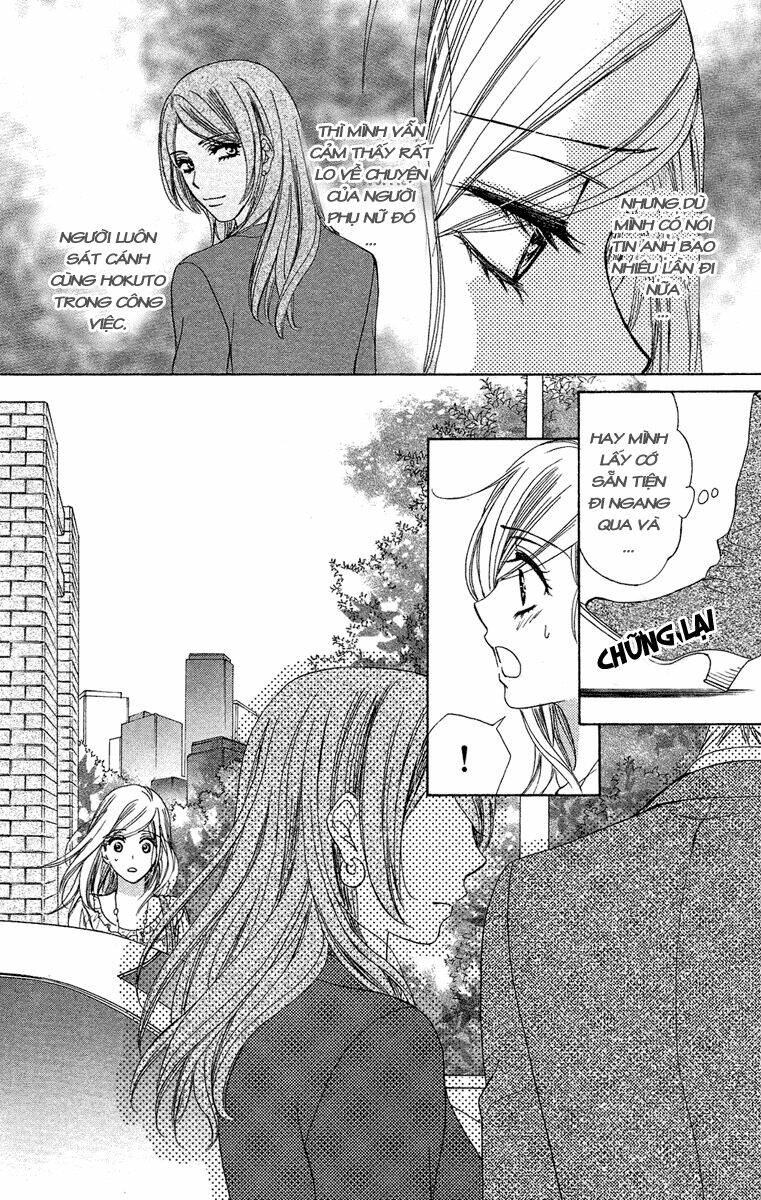 NHƯNG DÙ
MÌNH CÓ NÓI
TIN ANH BAO
NHIÊU LẦN ĐI
NỮA
...
THÌ MÌNH VẪN
CẢM THẤY RẤT
LO VỀ CHUYỆN
CỦA NGƯỜI
PHỤ NỮ ĐÓ
...
NGƯỜI LUÔN
SÁT CÁNH
CÙNG HOKUTO
TRONG CÔNG
VIỆC.
HAY MÌNH
LẤY CỚ
SẴN TIỆN
ĐI NGANG
QUA VÀ
...
CHỮNG LẠI
!